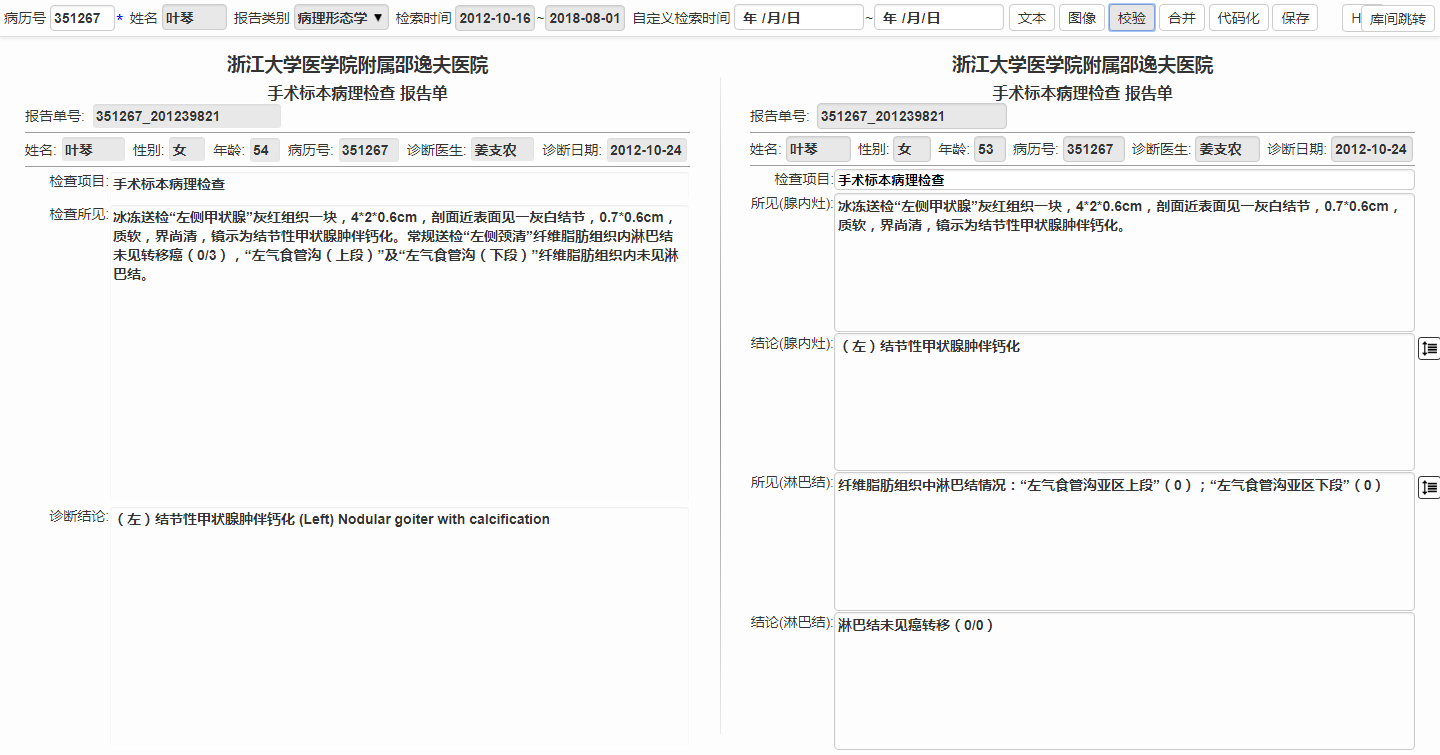 病历号 351267 * 姓名 叶琴 报告类别 病理形态学 ▼ 检索时间 2012-10-16 ~ 2018-08-01 自定义检索时间 年 /月/日 ~ 年 /月/日 文本 图像 校验 合并 代码化 保存 H 库间跳转
浙江大学医学院附属邵逸夫医院
手术标本病理检查 报告单
报告单号: 351267_201239821
姓名: 叶琴 性别: 女 年龄: 54 病历号: 351267 诊断医生: 姜支农 诊断日期: 2012-10-24
检查项目: 手术标本病理检查
检查所见: 冰冻送检“左侧甲状腺”灰红组织一块，4*2*0.6cm，剖面近表面见一灰白结节，0.7*0.6cm，
质软，界尚清，镜示为结节性甲状腺肿伴钙化。常规送检“左侧颈清”纤维脂肪组织内淋巴结
未见转移癌（0/3），“左气食管沟（上段）”及“左气食管沟（下段）”纤维脂肪组织内未见淋
巴结。
诊断结论: （左）结节性甲状腺肿伴钙化 (Left) Nodular goiter with calcification
浙江大学医学院附属邵逸夫医院
手术标本病理检查 报告单
报告单号: 351267_201239821
姓名: 叶琴 性别: 女 年龄: 53 病历号: 351267 诊断医生: 姜支农 诊断日期: 2012-10-24
检查项目: 手术标本病理检查
所见(腺内灶): 冰冻送检“左侧甲状腺”灰红组织一块，4*2*0.6cm，剖面近表面见一灰白结节，0.7*0.6cm，
质软，界尚清，镜示为结节性甲状腺肿伴钙化。
结论(腺内灶): （左）结节性甲状腺肿伴钙化
所见(淋巴结): 纤维脂肪组织中淋巴结情况：“左气食管沟亚区上段”（0）；“左气食管沟亚区下段”（0）
结论(淋巴结): 淋巴结未见癌转移（0/0）